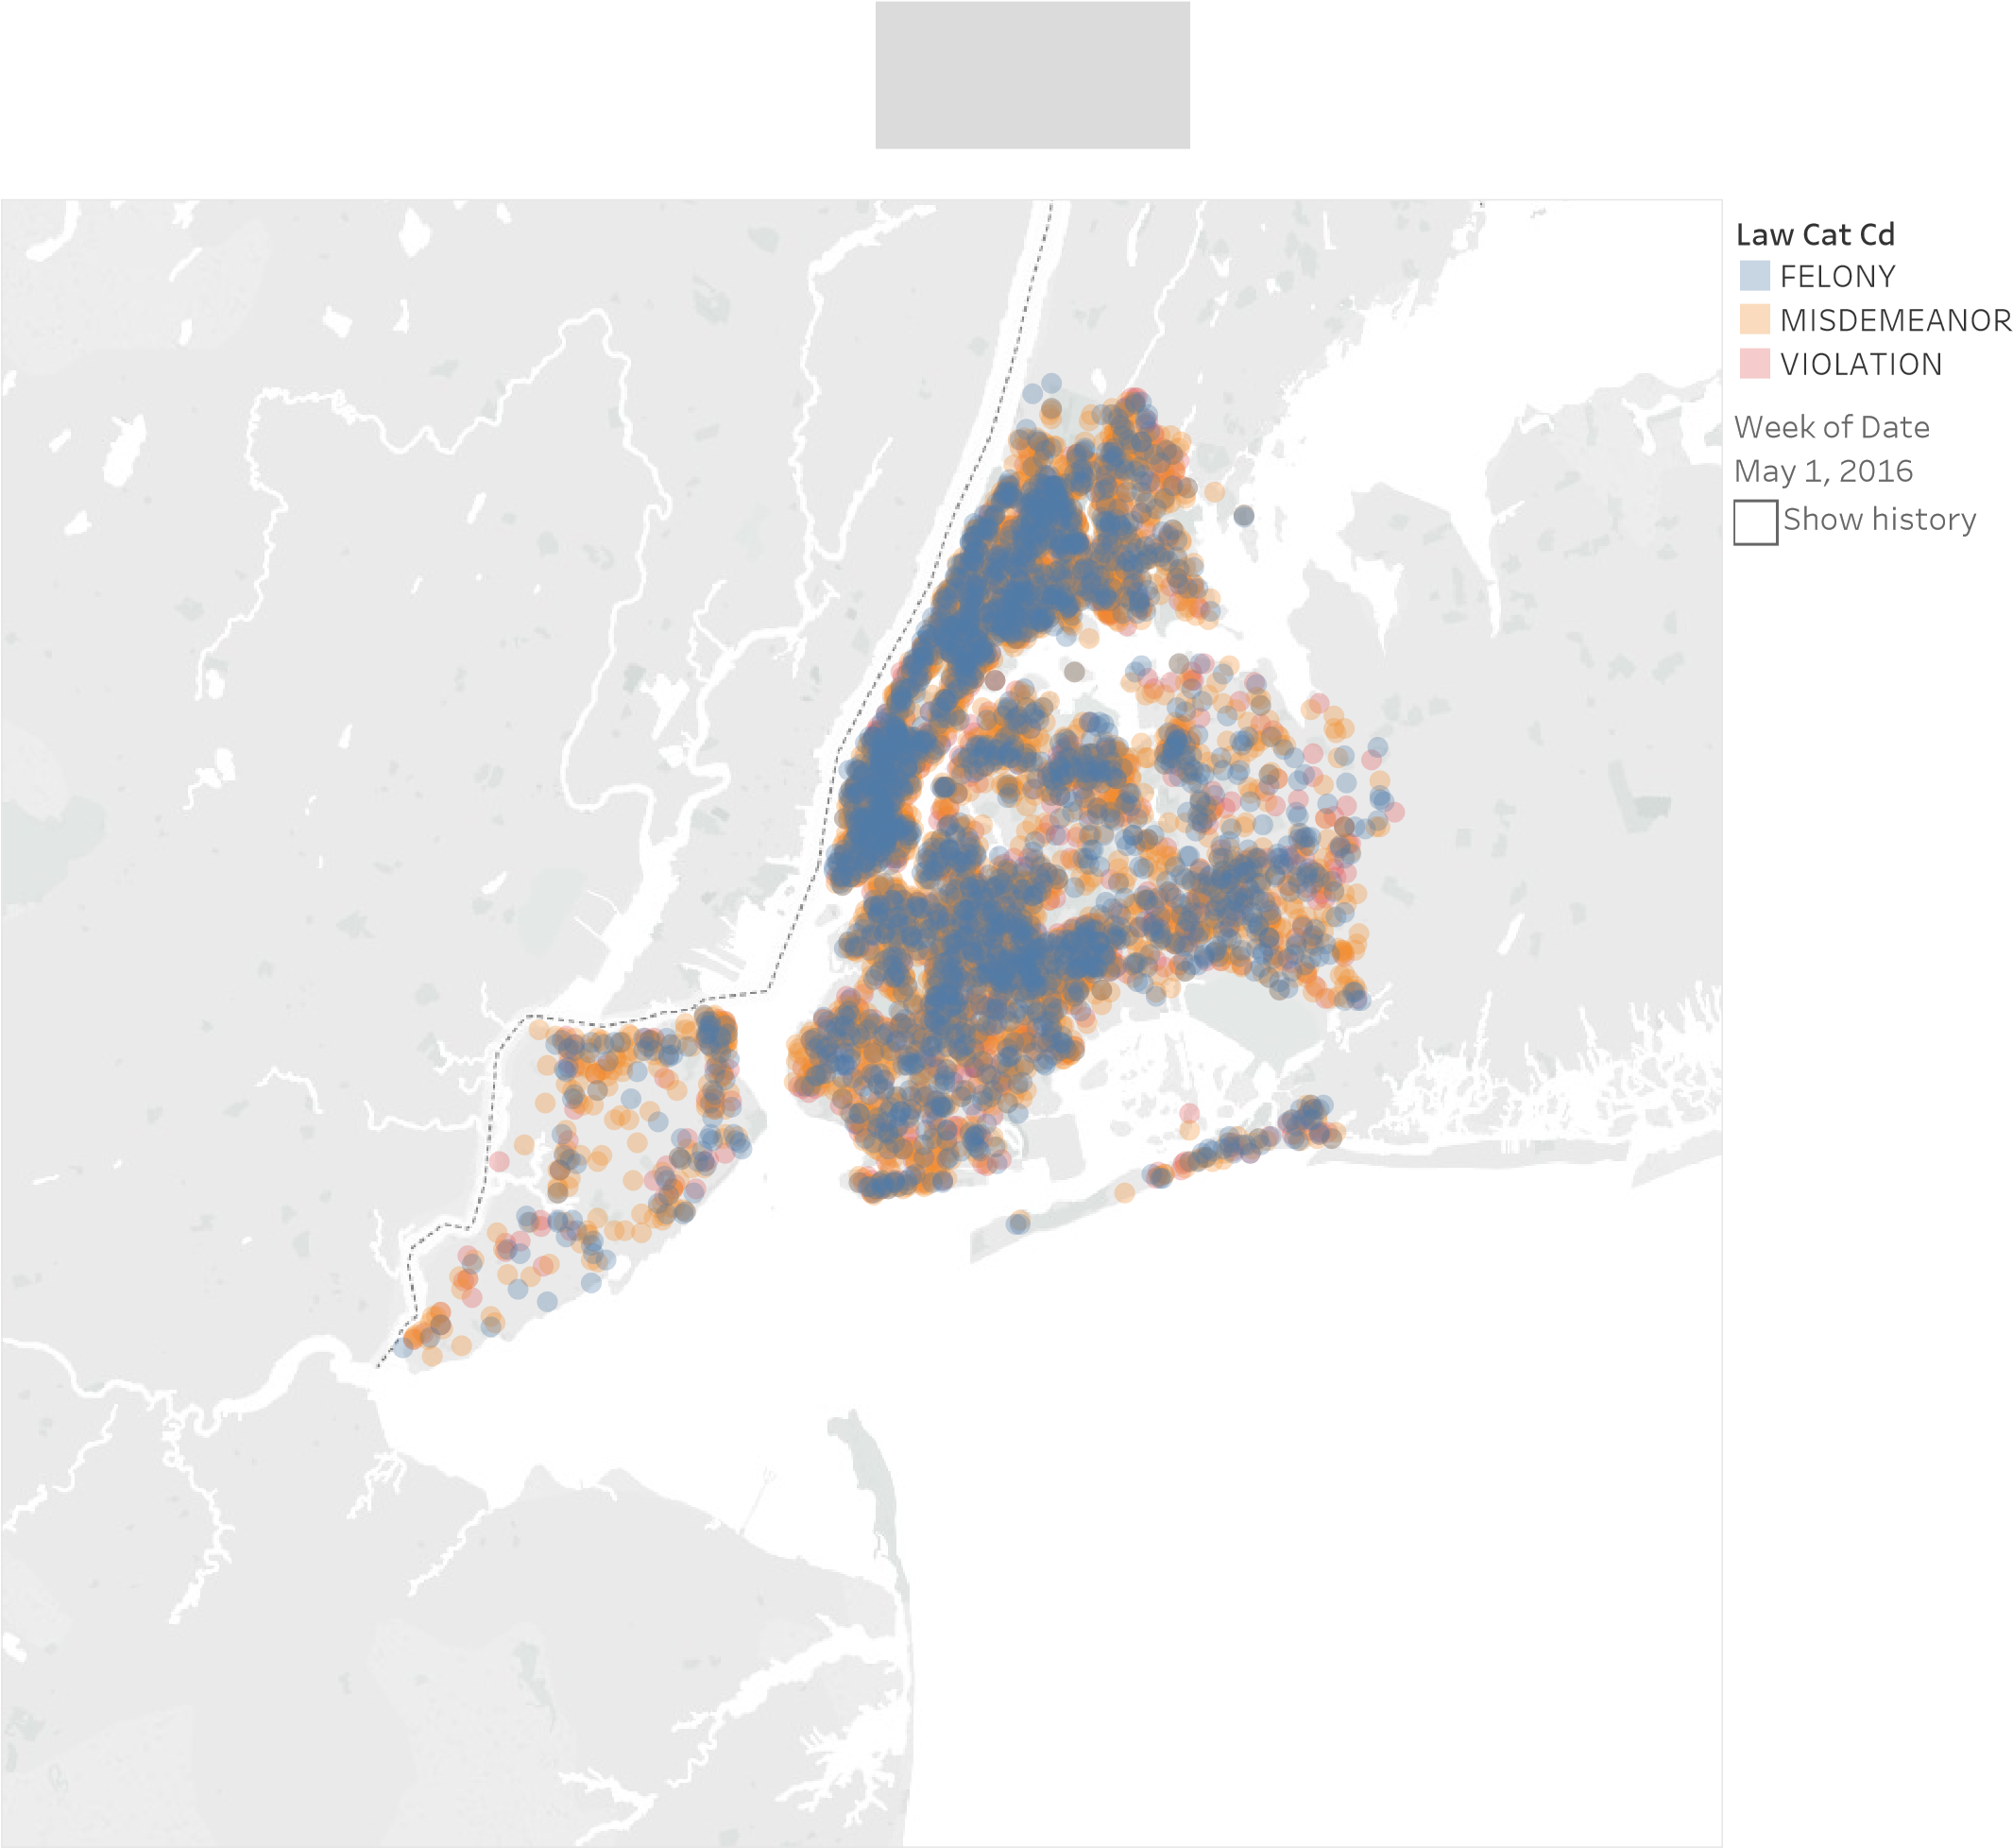 Law Cat Cd
FELONY
MISDEMEANOR
VIOLATION
Week of Date
May 1, 2016
Show history